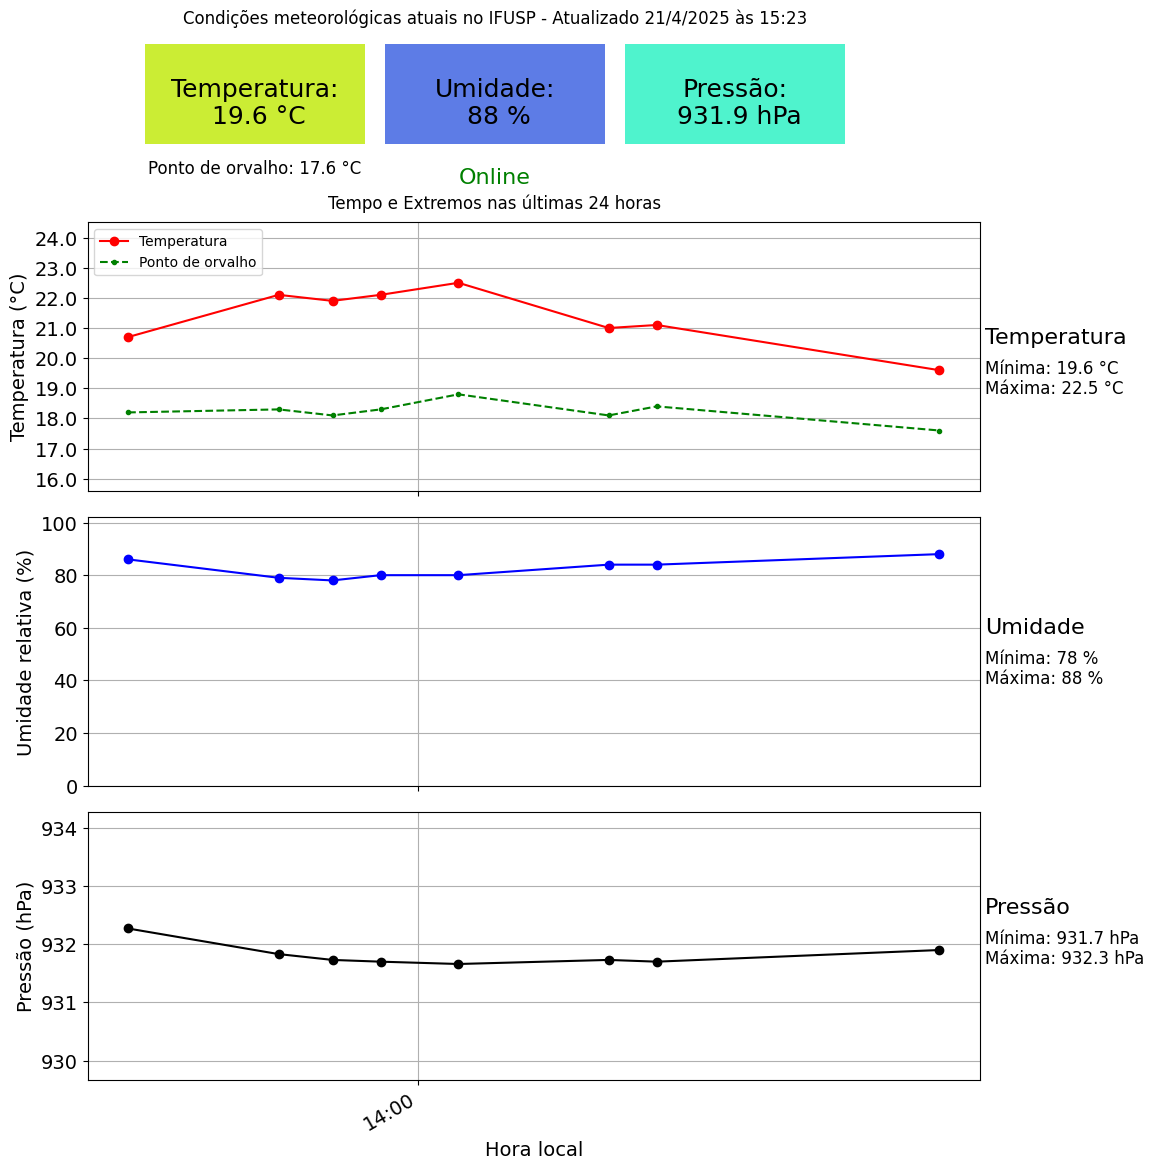 Condições meteorológicas atuais no IFUSP - Atualizado 21/4/2025 às 15:23
Temperatura:
19.6 °C
Umidade:
88 %
Pressão:
931.9 hPa
Ponto de orvalho: 17.6 °C
Online
Tempo e Extremos nas últimas 24 horas
Temperatura (°C)
24.0
23.0
22.0
21.0
20.0
19.0
18.0
17.0
16.0
Temperatura
Ponto de orvalho
Temperatura
Mínima: 19.6 °C
Máxima: 22.5 °C
Umidade relativa (%)
100
80
60
40
20
0
Umidade
Mínima: 78 %
Máxima: 88 %
Pressão (hPa)
934
933
932
931
930
Pressão
Mínima: 931.7 hPa
Máxima: 932.3 hPa
14:00
Hora local